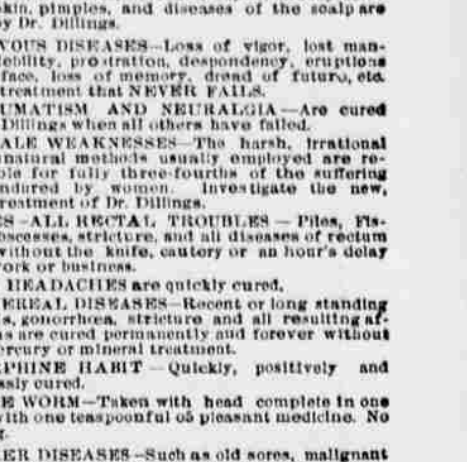 skin, pimples, and diseases of the scalp are
by Dr. Dillings.
VOUS DISEASES—Loss of vigor, lost man-
debility, prostration, despondency, eruptions
face, loss of memory, dread of future, etc.
treatment that NEVER FAILS.
UMATISM AND NEURALGIA—Are cured
Dillings when all others have failed.
ALE WEAKNESSES—The harsh, irrational
natural methods usually employed are re-
ble for fully three-fourths of the suffering
ndured by women. Investigate the new,
reatment of Dr. Dillings.
ES—ALL RECTAL TROUBLES—Piles, Fis-
bscesses, stricture, and all diseases of rectum
without the knife, cautery or an hour's delay
ork or business.
HEADACHES are quickly cured.
EREAL DISEASES—Recent or long standing
s, gonorrhœa, stricture and all resulting af-
ns are cured permanently and forever without
ercury or mineral treatment.
PHINE HABIT—Quickly, positively and
ssly cured.
E WORM—Taken with head complete in one
with one teaspoonful of pleasant medicine. No
g.
ER DISEASES—Such as old sores, malignant